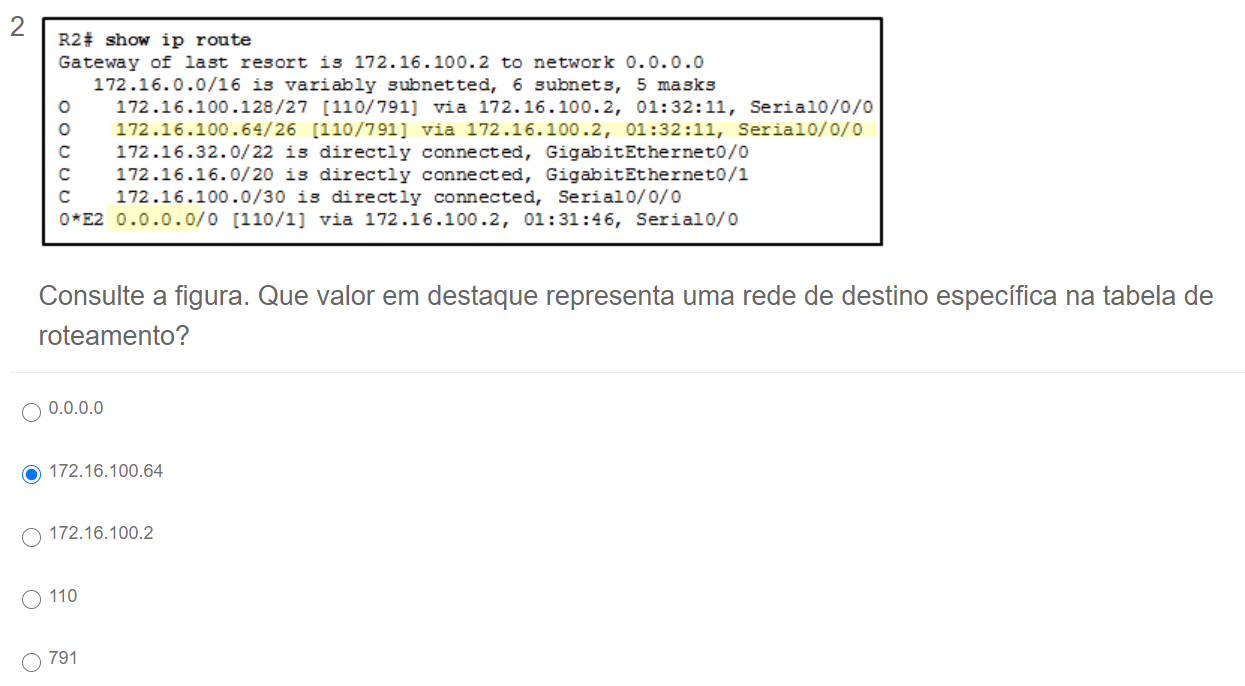 2
R2# show ip route
Gateway of last resort is 172.16.100.2 to network 0.0.0.0
172.16.0.0/16 is variably subnetted, 6 subnets, 5 masks
O 172.16.100.128/27 [110/791] via 172.16.100.2, 01:32:11, Serial0/0/0
O 172.16.100.64/26 [110/791] via 172.16.100.2, 01:32:11, Serial0/0/0
C 172.16.32.0/22 is directly connected, GigabitEthernet0/0
C 172.16.16.0/20 is directly connected, GigabitEthernet0/1
C 172.16.100.0/30 is directly connected, Serial0/0/0
O*E2 0.0.0.0/0 [110/1] via 172.16.100.2, 01:31:46, Serial0/0
Consulte a figura. Que valor em destaque representa uma rede de destino específica na tabela de
roteamento?
0.0.0.0
172.16.100.64
172.16.100.2
110
791